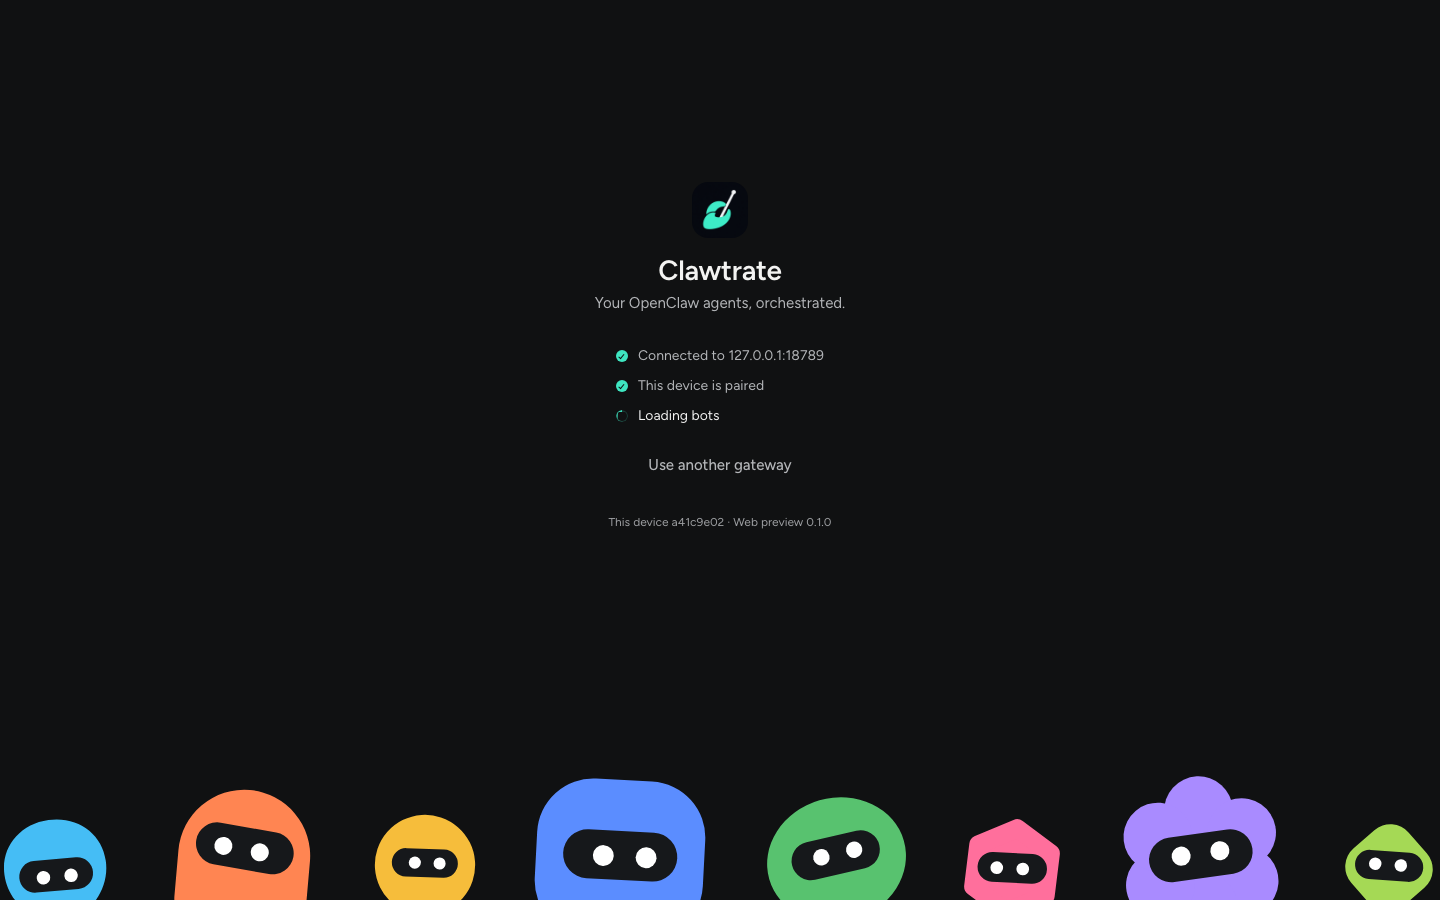 Clawtrate
Your OpenClaw agents, orchestrated.
Connected to 127.0.0.1:18789
This device is paired
Loading bots
Use another gateway
This device a41c9e02 · Web preview 0.1.0